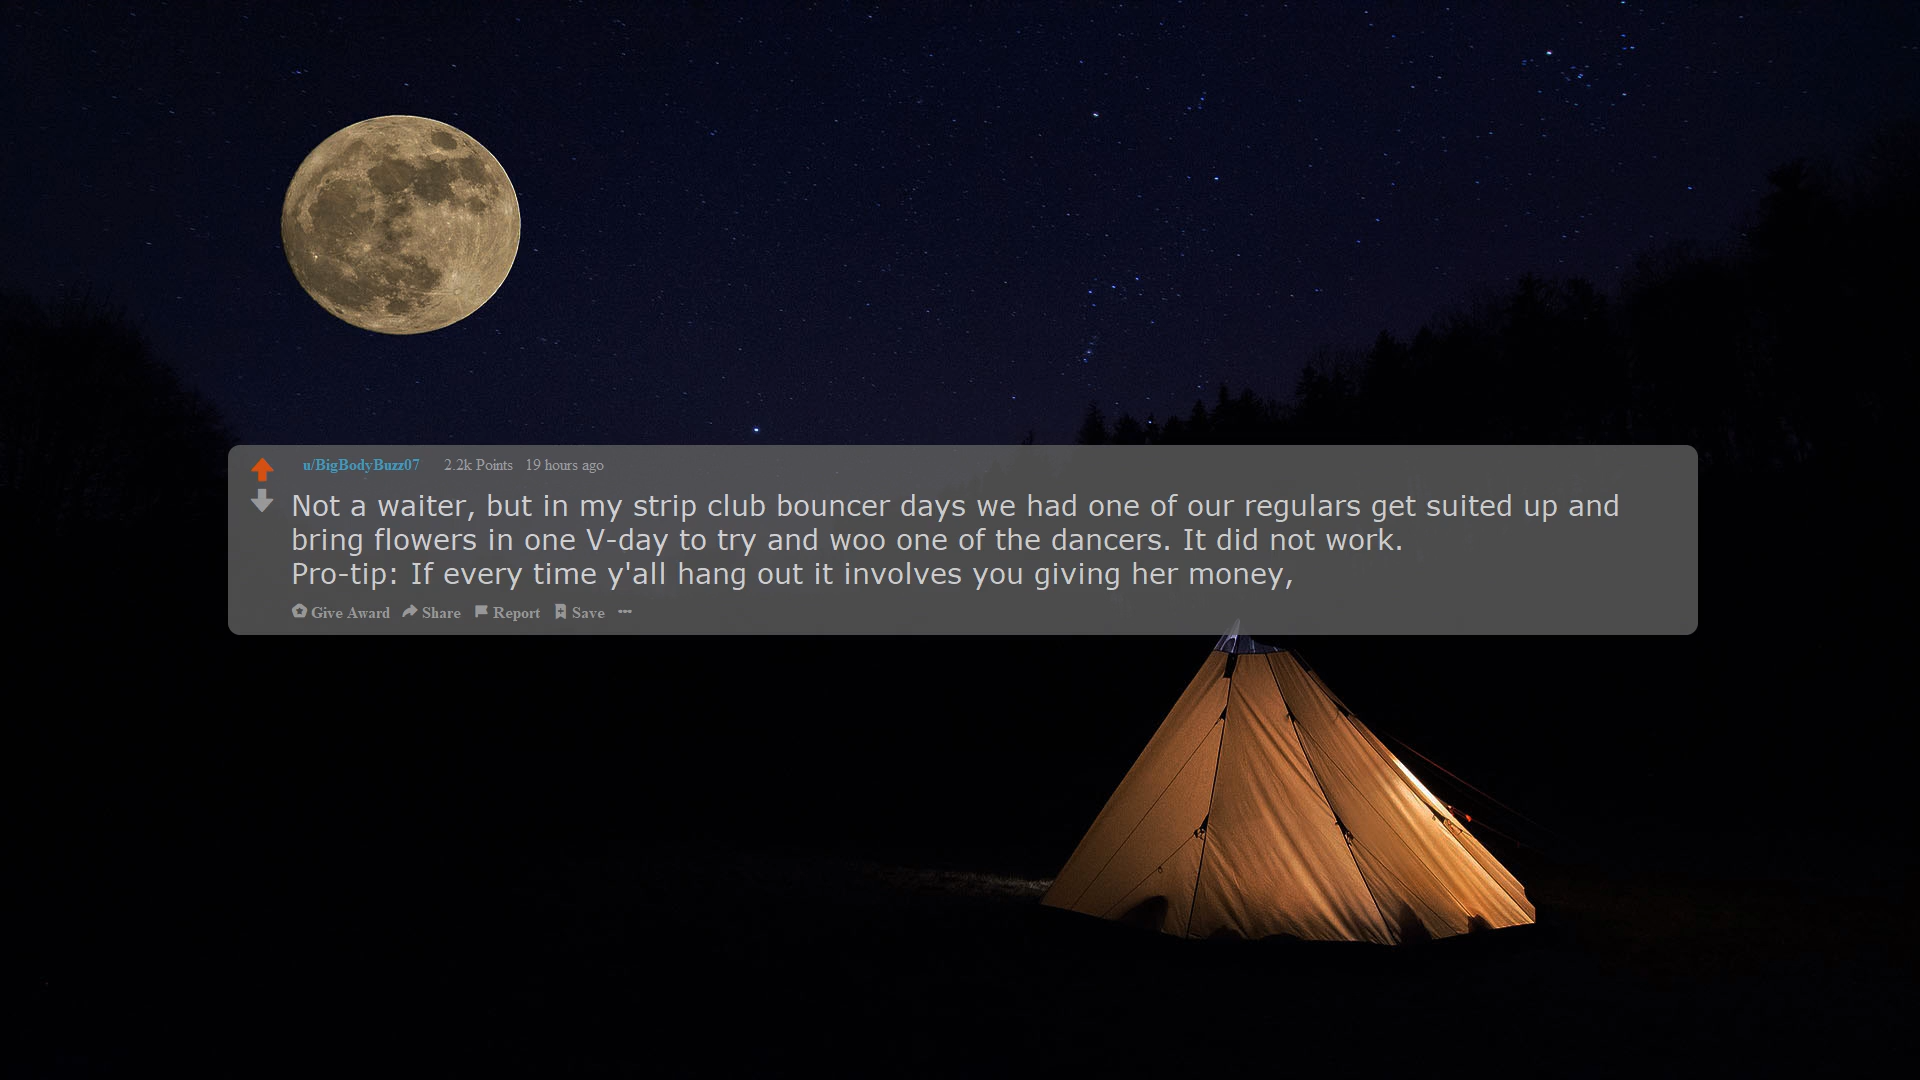 u/BigBodyBuzz07 2.2k Points 19 hours ago
Not a waiter, but in my strip club bouncer days we had one of our regulars get suited up and
bring flowers in one V-day to try and woo one of the dancers. It did not work.
Pro-tip: If every time y'all hang out it involves you giving her money,
Give Award Share Report Save